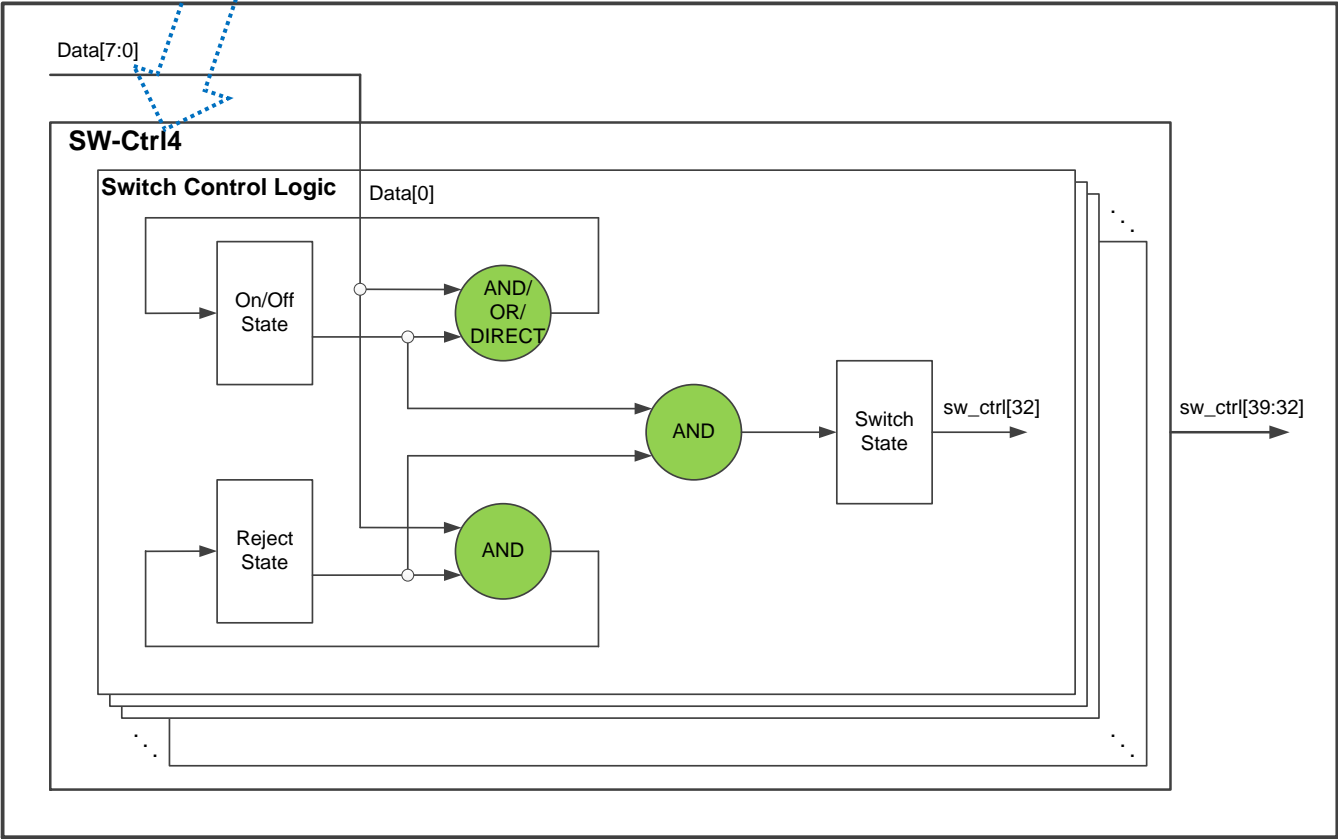 Data[7:0]
SW-Ctrl4
Switch Control Logic
Data[0]
On/Off
State
AND/
OR/
DIRECT
AND
Switch
State
sw_ctrl[32]
sw_ctrl[39:32]
Reject
State
AND